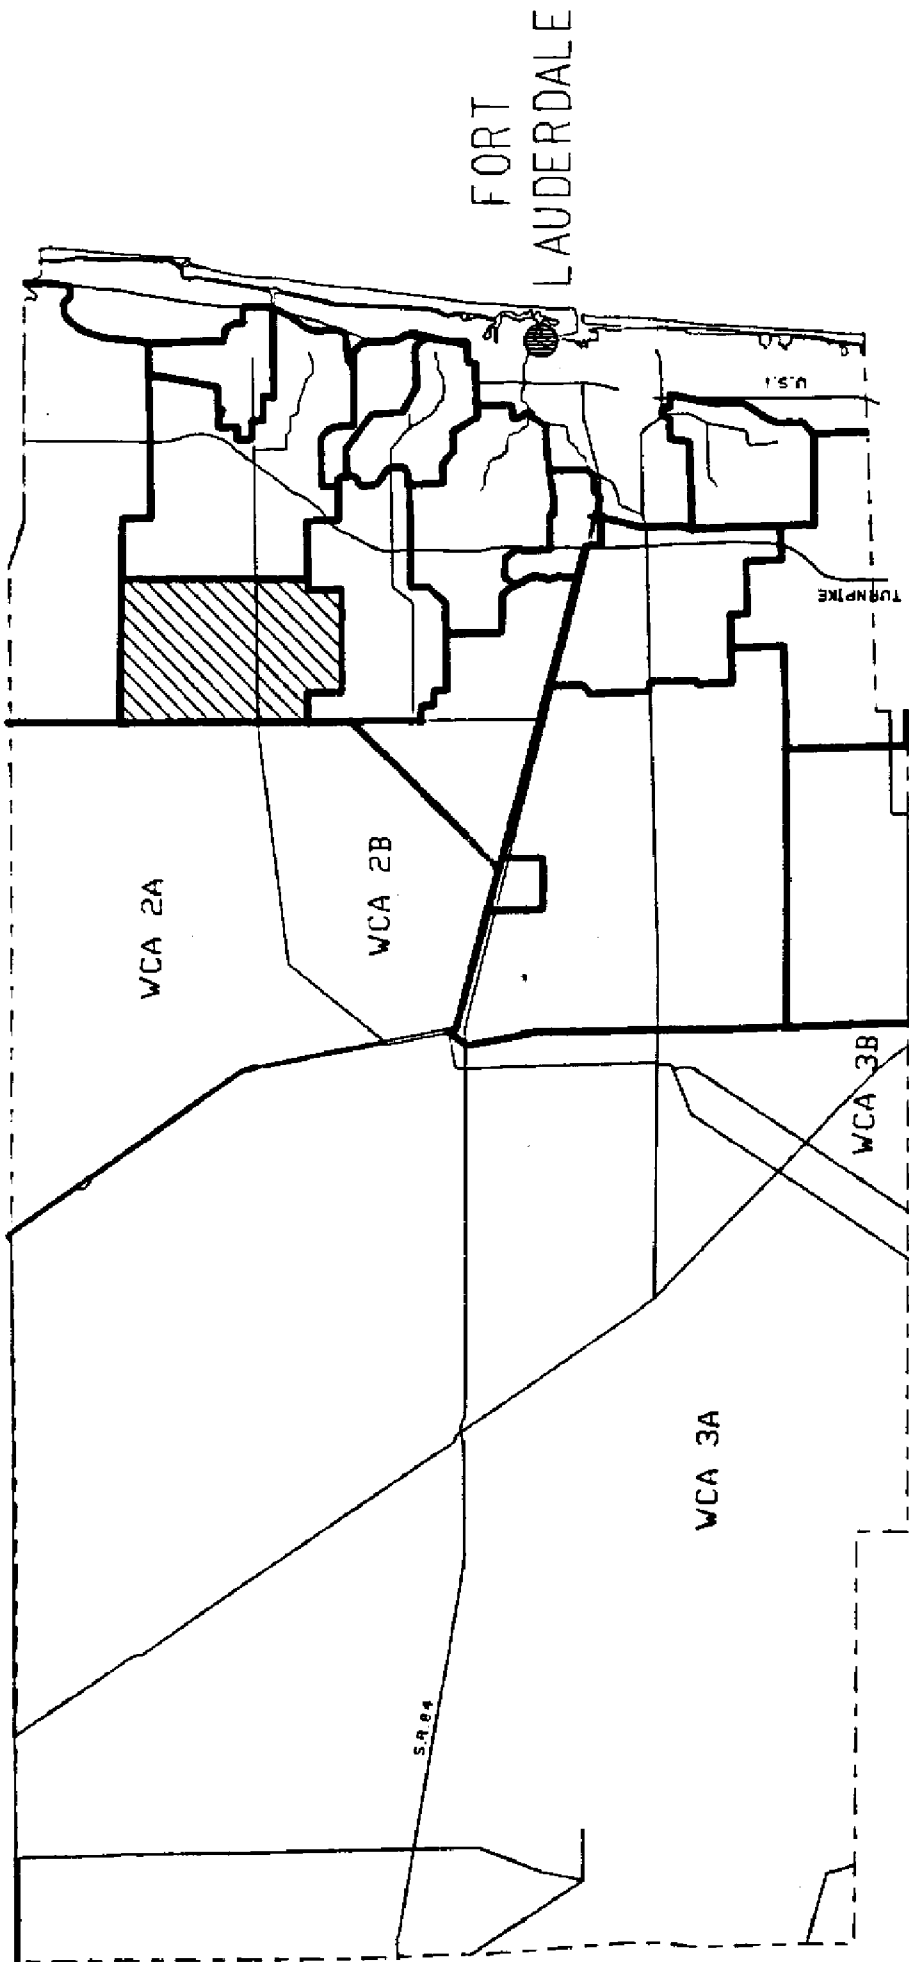 FORT
LAUDERDALE
U.S.1
TURNPIKE
WCA 2A
WCA 2B
WCA 3B
WCA 3A
S.R.84